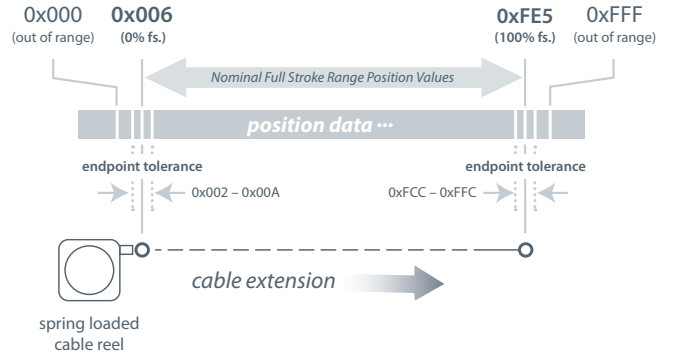 0x000 0x006 0xFE5 0xFFF
(out of range) (0% fs.) (100% fs.) (out of range)
Nominal Full Stroke Range Position Values
position data ···
endpoint tolerance endpoint tolerance
0x002 – 0x00A 0xFCC – 0xFFC
cable extension
spring loaded
cable reel